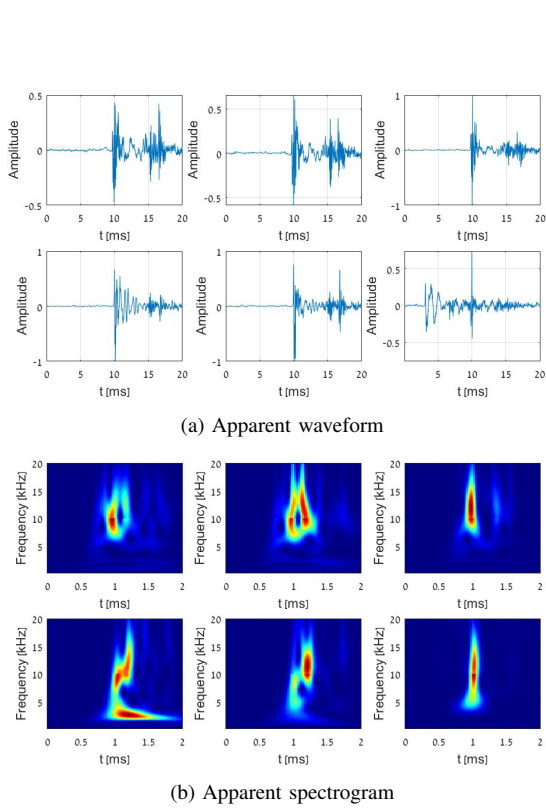 0.5 0.5 1
Amplitude 0 Amplitude 0 Amplitude 0
-0.5 -0.5 -1
0 5 10 15 20 0 5 10 15 20 0 5 10 15 20
t [ms] t [ms] t [ms]
1 1
Amplitude 0 Amplitude 0 Amplitude 0.5 0 -0.5
-1 -1
0 5 10 15 20 0 5 10 15 20 0 5 10 15 20
t [ms] t [ms] t [ms]
(a) Apparent waveform
20 20 20
15 15 15
Frequency [kHz] 10 Frequency [kHz] 10 Frequency [kHz] 10
5 5 5
0 0.5 1 1.5 2 0 0.5 1 1.5 2 0 0.5 1 1.5 2
t [ms] t [ms] t [ms]
20 20 20
15 15 15
Frequency [kHz] 10 Frequency [kHz] 10 Frequency [kHz] 10
5 5 5
0 0.5 1 1.5 2 0 0.5 1 1.5 2 0 0.5 1 1.5 2
t [ms] t [ms] t [ms]
(b) Apparent spectrogram